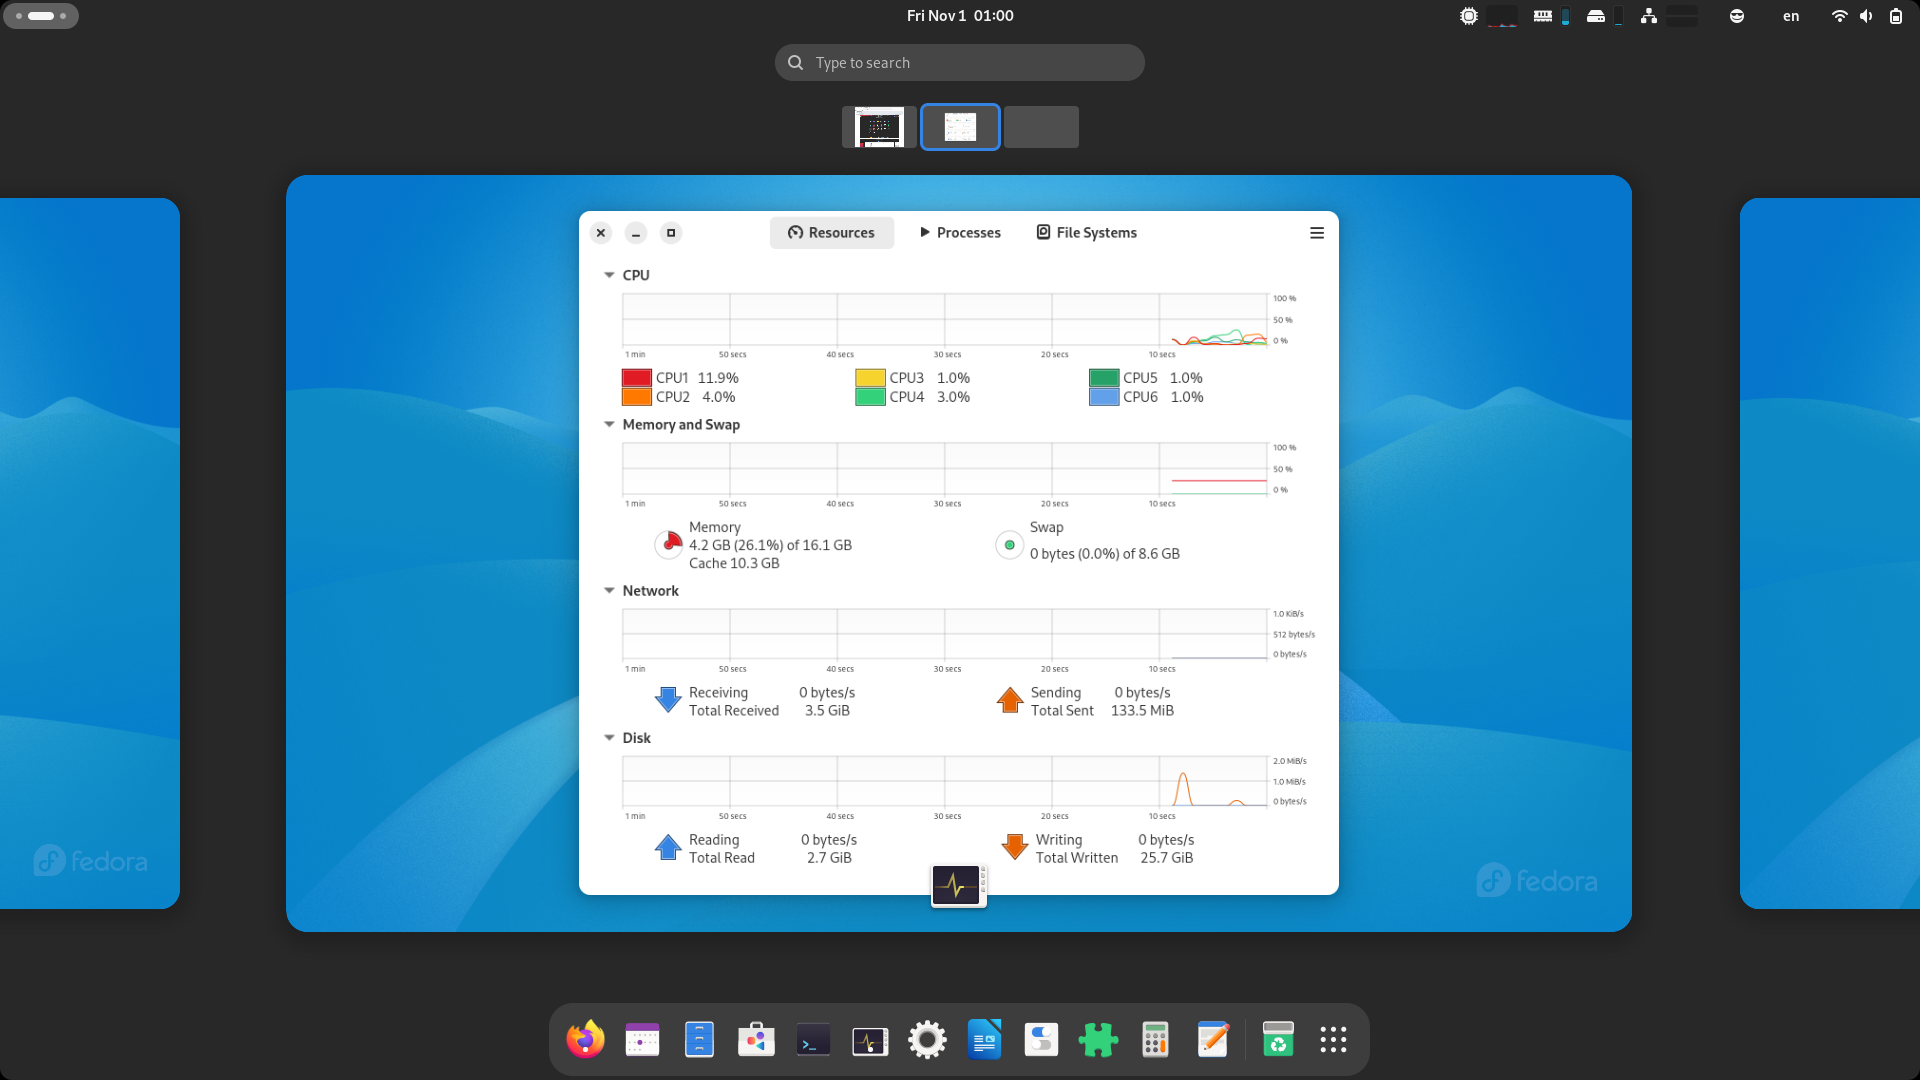 Fri Nov 1 01:00
en
Type to search
Resources
Processes
File Systems
CPU
100 %
50 %
0 %
1 min 50 secs 40 secs 30 secs 20 secs 10 secs
CPU1 11.9% CPU3 1.0% CPU5 1.0%
CPU2 4.0% CPU4 3.0% CPU6 1.0%
Memory and Swap
100 %
50 %
0 %
1 min 50 secs 40 secs 30 secs 20 secs 10 secs
Memory
4.2 GB (26.1%) of 16.1 GB
Cache 10.3 GB
Swap
0 bytes (0.0%) of 8.6 GB
Network
1.0 KiB/s
512 bytes/s
0 bytes/s
1 min 50 secs 40 secs 30 secs 20 secs 10 secs
Receiving 0 bytes/s
Total Received 3.5 GiB
Sending 0 bytes/s
Total Sent 133.5 MiB
Disk
2.0 MiB/s
1.0 MiB/s
0 bytes/s
1 min 50 secs 40 secs 30 secs 20 secs 10 secs
Reading 0 bytes/s
Total Read 2.7 GiB
Writing 0 bytes/s
Total Written 25.7 GiB
fedora
fedora